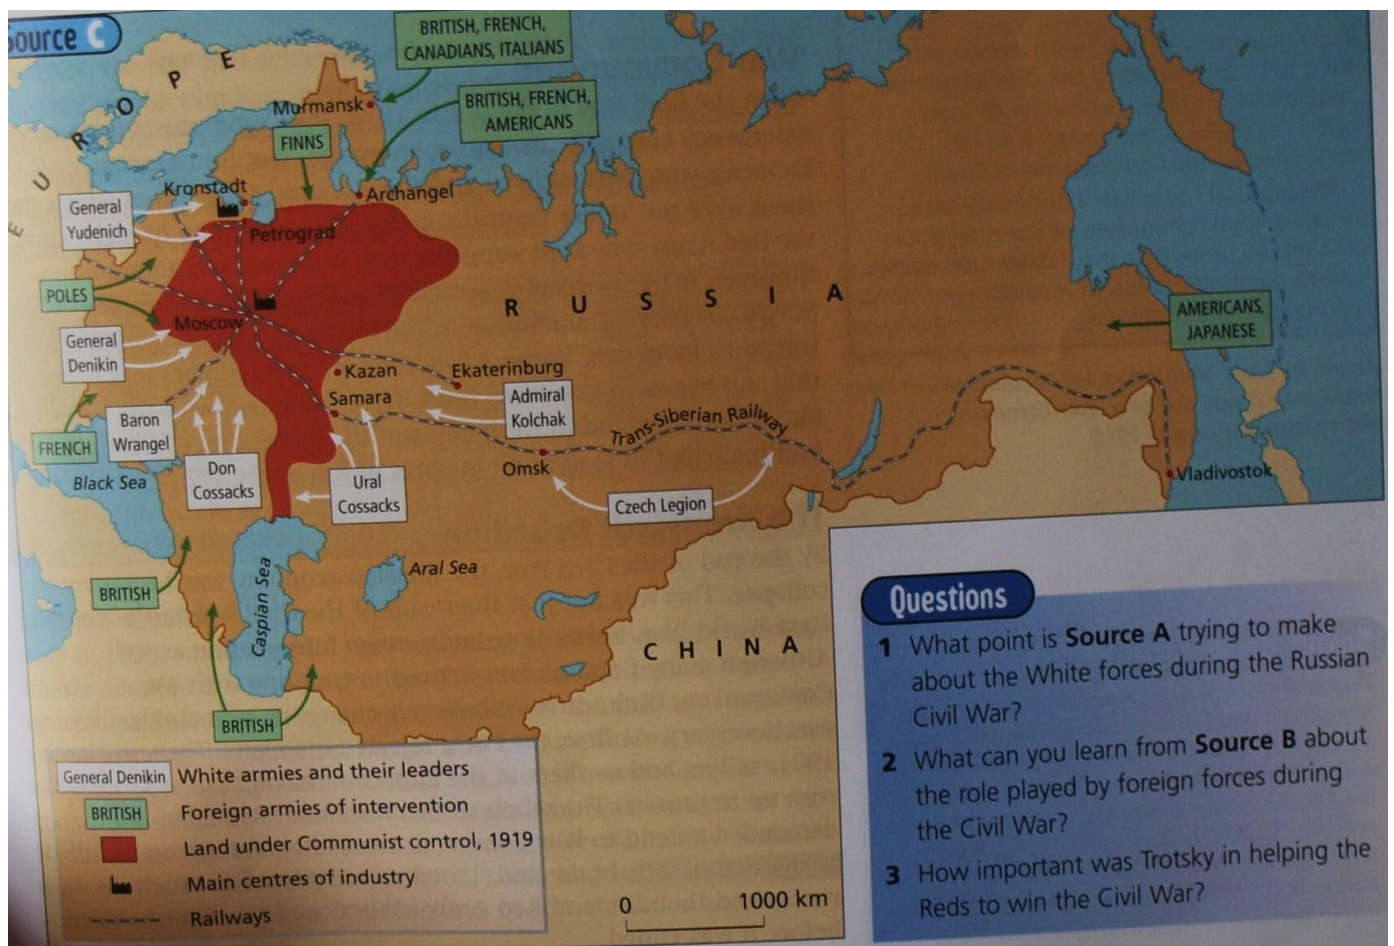 Source C
E U R O P E
BRITISH, FRENCH,
CANADIANS, ITALIANS
Murmansk
BRITISH, FRENCH,
AMERICANS
FINNS
Kronstadt
Archangel
General
Yudenich
Petrograd
POLES
R U S S I A
AMERICANS,
JAPANESE
Moscow
General
Denikin
Kazan
Ekaterinburg
Samara
Admiral
Kolchak
Baron
Wrangel
Trans-Siberian Railway
FRENCH
Don
Cossacks
Omsk
Vladivostok
Black Sea
Ural
Cossacks
Czech Legion
BRITISH
Caspian Sea
Aral Sea
C H I N A
BRITISH
General Denikin White armies and their leaders
BRITISH Foreign armies of intervention
Land under Communist control, 1919
Main centres of industry
Railways
0 1000 km
Questions
1 What point is Source A trying to make
about the White forces during the Russian
Civil War?
2 What can you learn from Source B about
the role played by foreign forces during
the Civil War?
3 How important was Trotsky in helping the
Reds to win the Civil War?